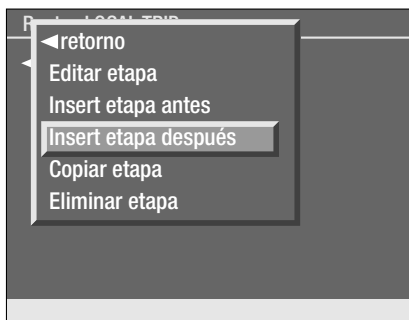 ◄retorno
Editar etapa
Insert etapa antes
Insert etapa después
Copiar etapa
Eliminar etapa